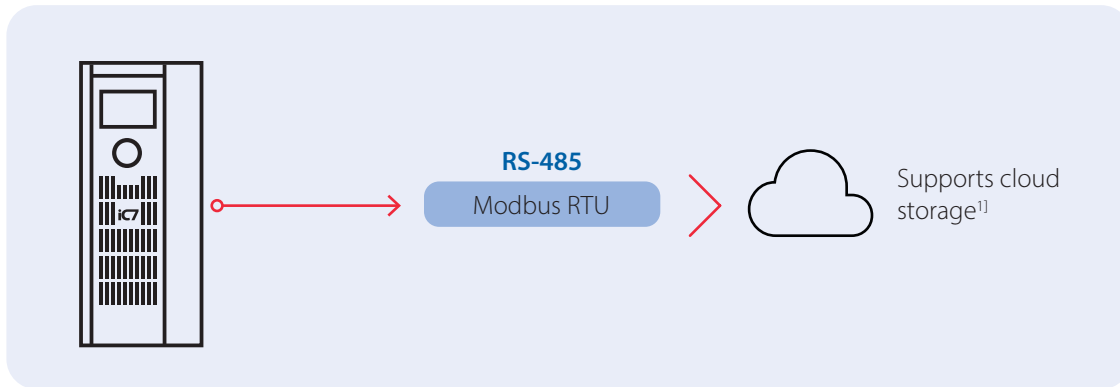 iC7
RS-485
Modbus RTU
Supports cloud
storage¹⁾